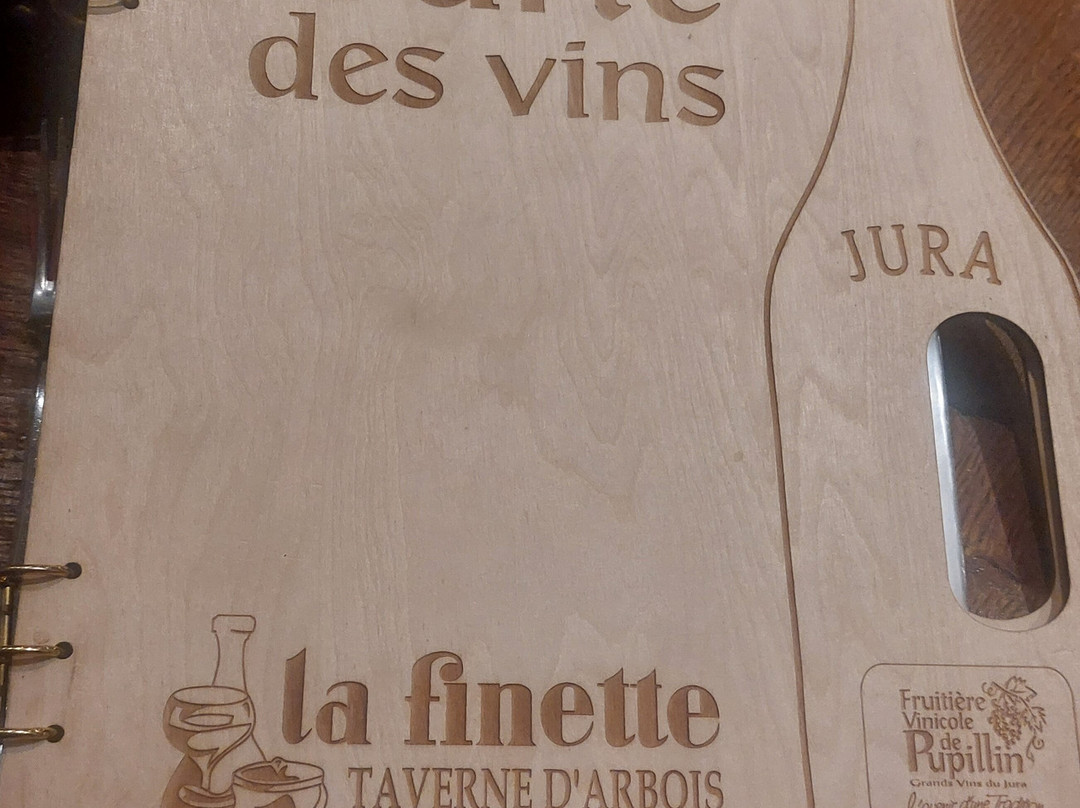 des vins
JURA
la finette
TAVERNE D'ARBOIS
Fruitière
Vinicole
de
Pupillin
Grands Vins du Jura